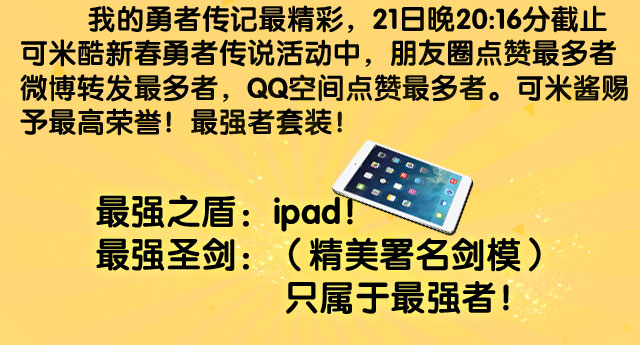 我的勇者传记最精彩，21日晚20:16分截止
可米酷新春勇者传说活动中，朋友圈点赞最多者
微博转发最多者，QQ空间点赞最多者。可米酱赐
予最高荣誉！最强者套装！
最强之盾：ipad！
最强圣剑：（精美署名剑模）
只属于最强者！